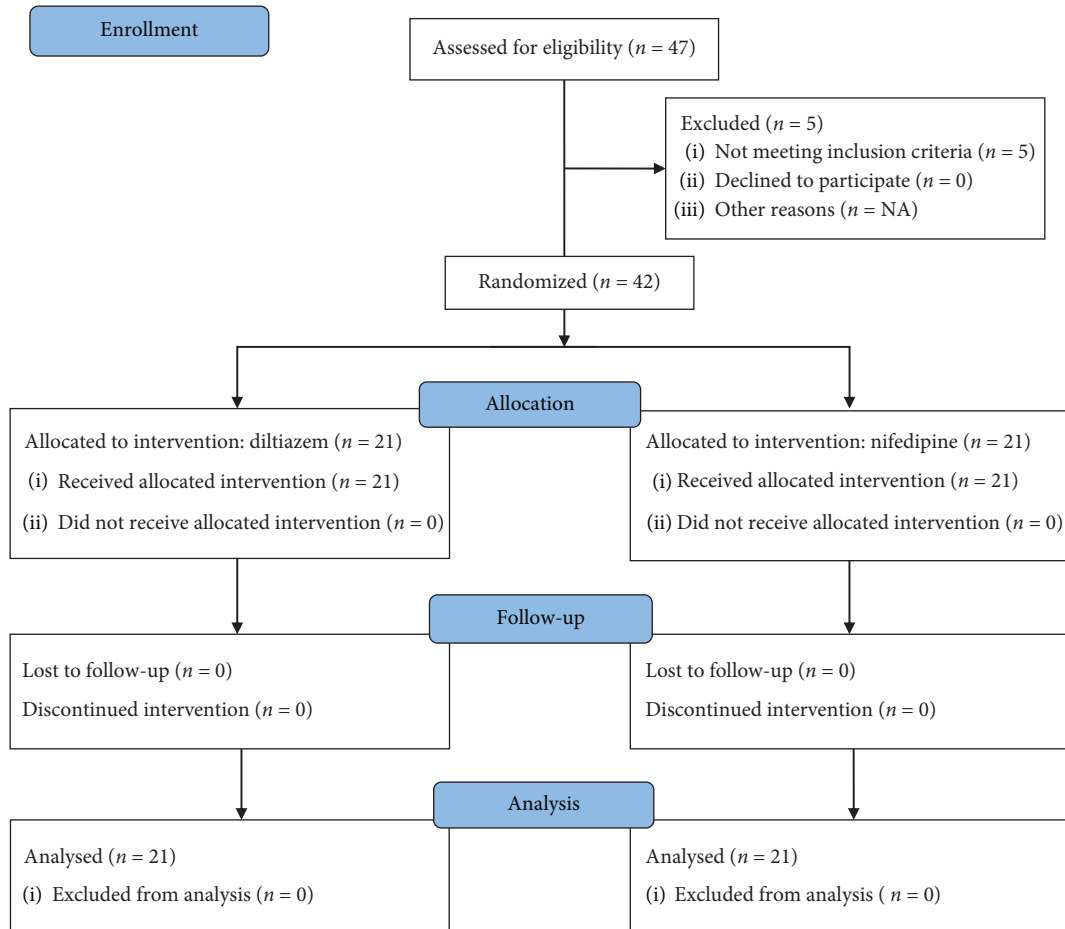 Enrollment
Assessed for eligibility (n = 47)
Excluded (n = 5)
(i) Not meeting inclusion criteria (n = 5)
(ii) Declined to participate (n = 0)
(iii) Other reasons (n = NA)
Randomized (n = 42)
Allocation
Allocated to intervention: diltiazem (n = 21)
(i) Received allocated intervention (n = 21)
(ii) Did not receive allocated intervention (n = 0)
Allocated to intervention: nifedipine (n = 21)
(i) Received allocated intervention (n = 21)
(ii) Did not receive allocated intervention (n = 0)
Follow-up
Lost to follow-up (n = 0)
Discontinued intervention (n = 0)
Lost to follow-up (n = 0)
Discontinued intervention (n = 0)
Analysis
Analysed (n = 21)
(i) Excluded from analysis (n = 0)
Analysed (n = 21)
(i) Excluded from analysis ( n = 0)